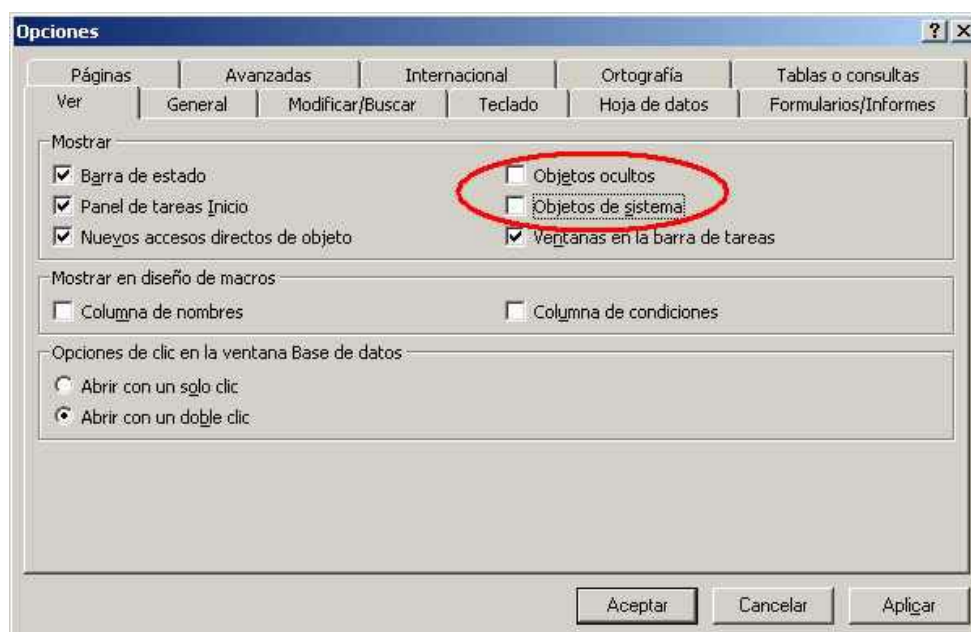 Opciones
Páginas Avanzadas Internacional Ortografía Tablas o consultas
Ver General Modificar/Buscar Teclado Hoja de datos Formularios/Informes
Mostrar
Barra de estado Objetos ocultos
Panel de tareas Inicio Objetos de sistema
Nuevos accesos directos de objeto Ventanas en la barra de tareas
Mostrar en diseño de macros
Columna de nombres Columna de condiciones
Opciones de clic en la ventana Base de datos
Abrir con un solo clic
Abrir con un doble clic
Aceptar Cancelar Aplicar